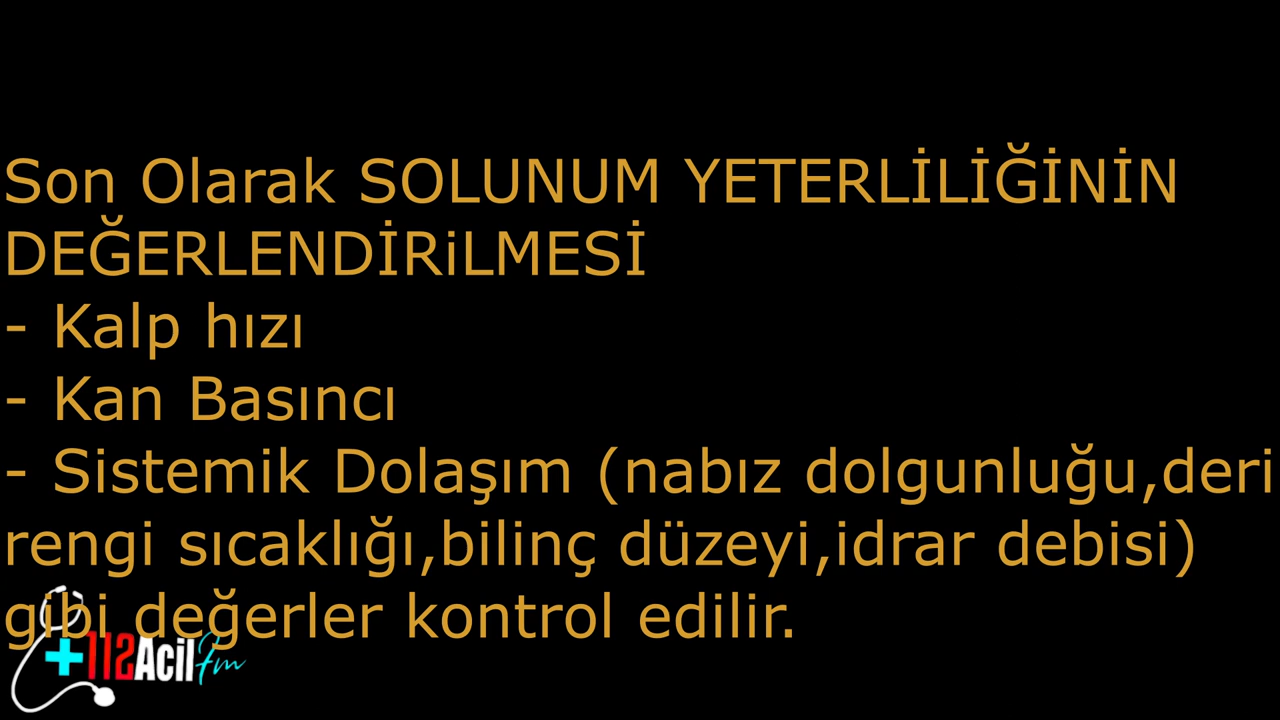 Son Olarak SOLUNUM YETERLİLİĞİNİN
DEĞERLENDİRiLMESİ
- Kalp hızı
- Kan Basıncı
- Sistemik Dolaşım (nabız dolgunluğu,deri
rengi sıcaklığı,bilinç düzeyi,idrar debisi)
gibi değerler kontrol edilir.
112Acil fm